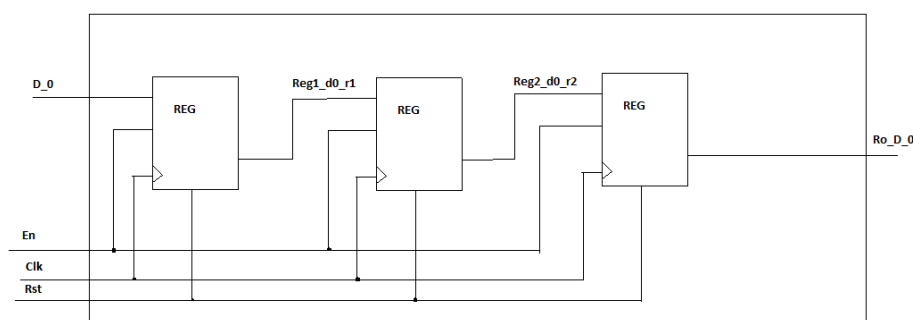 D_0
REG
Reg1_d0_r1
REG
Reg2_d0_r2
REG
Ro_D_0
En
Clk
Rst